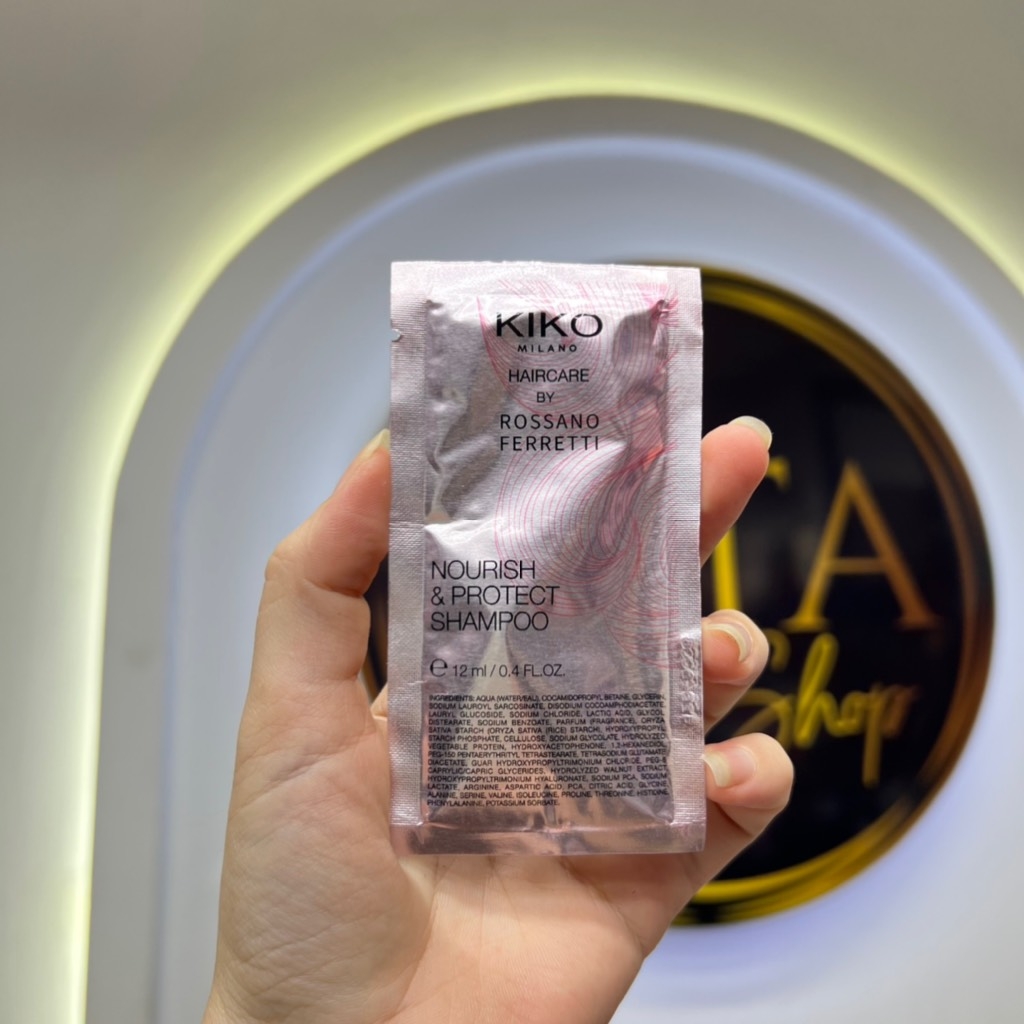 KIKO
MILANO
HAIRCARE
BY
ROSSANO
FERRETTI
NOURISH
& PROTECT
SHAMPOO
℮ 12 ml / 0.4 FL.OZ.
INGREDIENTS: AQUA (WATER/EAU), COCAMIDOPROPYL BETAINE, GLYCERIN,
SODIUM LAUROYL SARCOSINATE, DISODIUM COCOAMPHODIACETATE,
LAURYL GLUCOSIDE, SODIUM CHLORIDE, LACTIC ACID, GLYCOL
DISTEARATE, SODIUM BENZOATE, PARFUM (FRAGRANCE), ORYZA
SATIVA STARCH (ORYZA SATIVA (RICE) STARCH), HYDROXYPROPYL
STARCH PHOSPHATE, CELLULOSE, SODIUM GLYCOLATE, HYDROLYZED
VEGETABLE PROTEIN, HYDROXYACETOPHENONE, 1,2-HEXANEDIOL,
PEG-150 PENTAERYTHRITYL TETRASTEARATE, TETRASODIUM GLUTAMATE
DIACETATE, GUAR HYDROXYPROPYLTRIMONIUM CHLORIDE, PEG-6
CAPRYLIC/CAPRIC GLYCERIDES, HYDROLYZED WALNUT EXTRACT,
HYDROXYPROPYLTRIMONIUM HYALURONATE, SODIUM PCA, SODIUM
LACTATE, ARGININE, ASPARTIC ACID, PCA, CITRIC ACID, GLYCINE,
ALANINE, SERINE, VALINE, ISOLEUCINE, PROLINE, THREONINE, HISTIDINE,
PHENYLALANINE, POTASSIUM SORBATE.
A
Shop